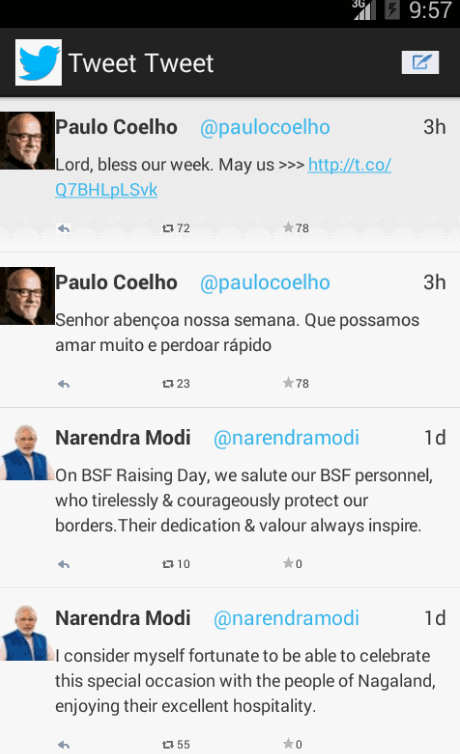 3G 9:57
Tweet Tweet
Paulo Coelho @paulocoelho 3h
Lord, bless our week. May us >>> http://t.co/
Q7BHLpLSvk
72 78
Paulo Coelho @paulocoelho 3h
Senhor abençoa nossa semana. Que possamos
amar muito e perdoar rápido
23 78
Narendra Modi @narendramodi 1d
On BSF Raising Day, we salute our BSF personnel,
who tirelessly & courageously protect our
borders.Their dedication & valour always inspire.
10 0
Narendra Modi @narendramodi 1d
I consider myself fortunate to be able to celebrate
this special occasion with the people of Nagaland,
enjoying their excellent hospitality.
55 0